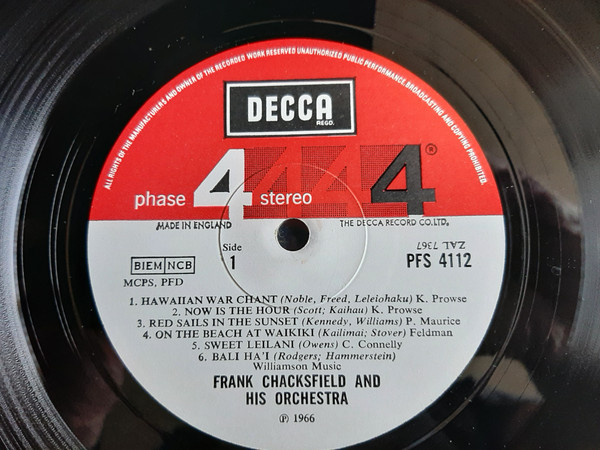 ALL RIGHTS OF THE MANUFACTURERS AND OWNER OF THE RECORDED WORK RESERVED UNAUTHORIZED PUBLIC PERFORMANCE BROADCASTING AND COPYING PROHIBITED.
DECCA
REGD.
phase 4 stereo 4 4 4®
MADE IN ENGLAND THE DECCA RECORD CO.LTD.
Side
1
ZAL 7367
BIEM NCB
PFS 4112
MCPS, PFD
1. HAWAIIAN WAR CHANT (Noble, Freed, Leleiohaku) K. Prowse
2. NOW IS THE HOUR (Scott; Kaihau) K. Prowse
3. RED SAILS IN THE SUNSET (Kennedy, Williams) P. Maurice
4. ON THE BEACH AT WAIKIKI (Kailimai; Stover) Feldman
5. SWEET LEILANI (Owens) C. Connelly
6. BALI HA'I (Rodgers; Hammerstein)
Williamson Music
FRANK CHACKSFIELD AND
HIS ORCHESTRA
℗ 1966